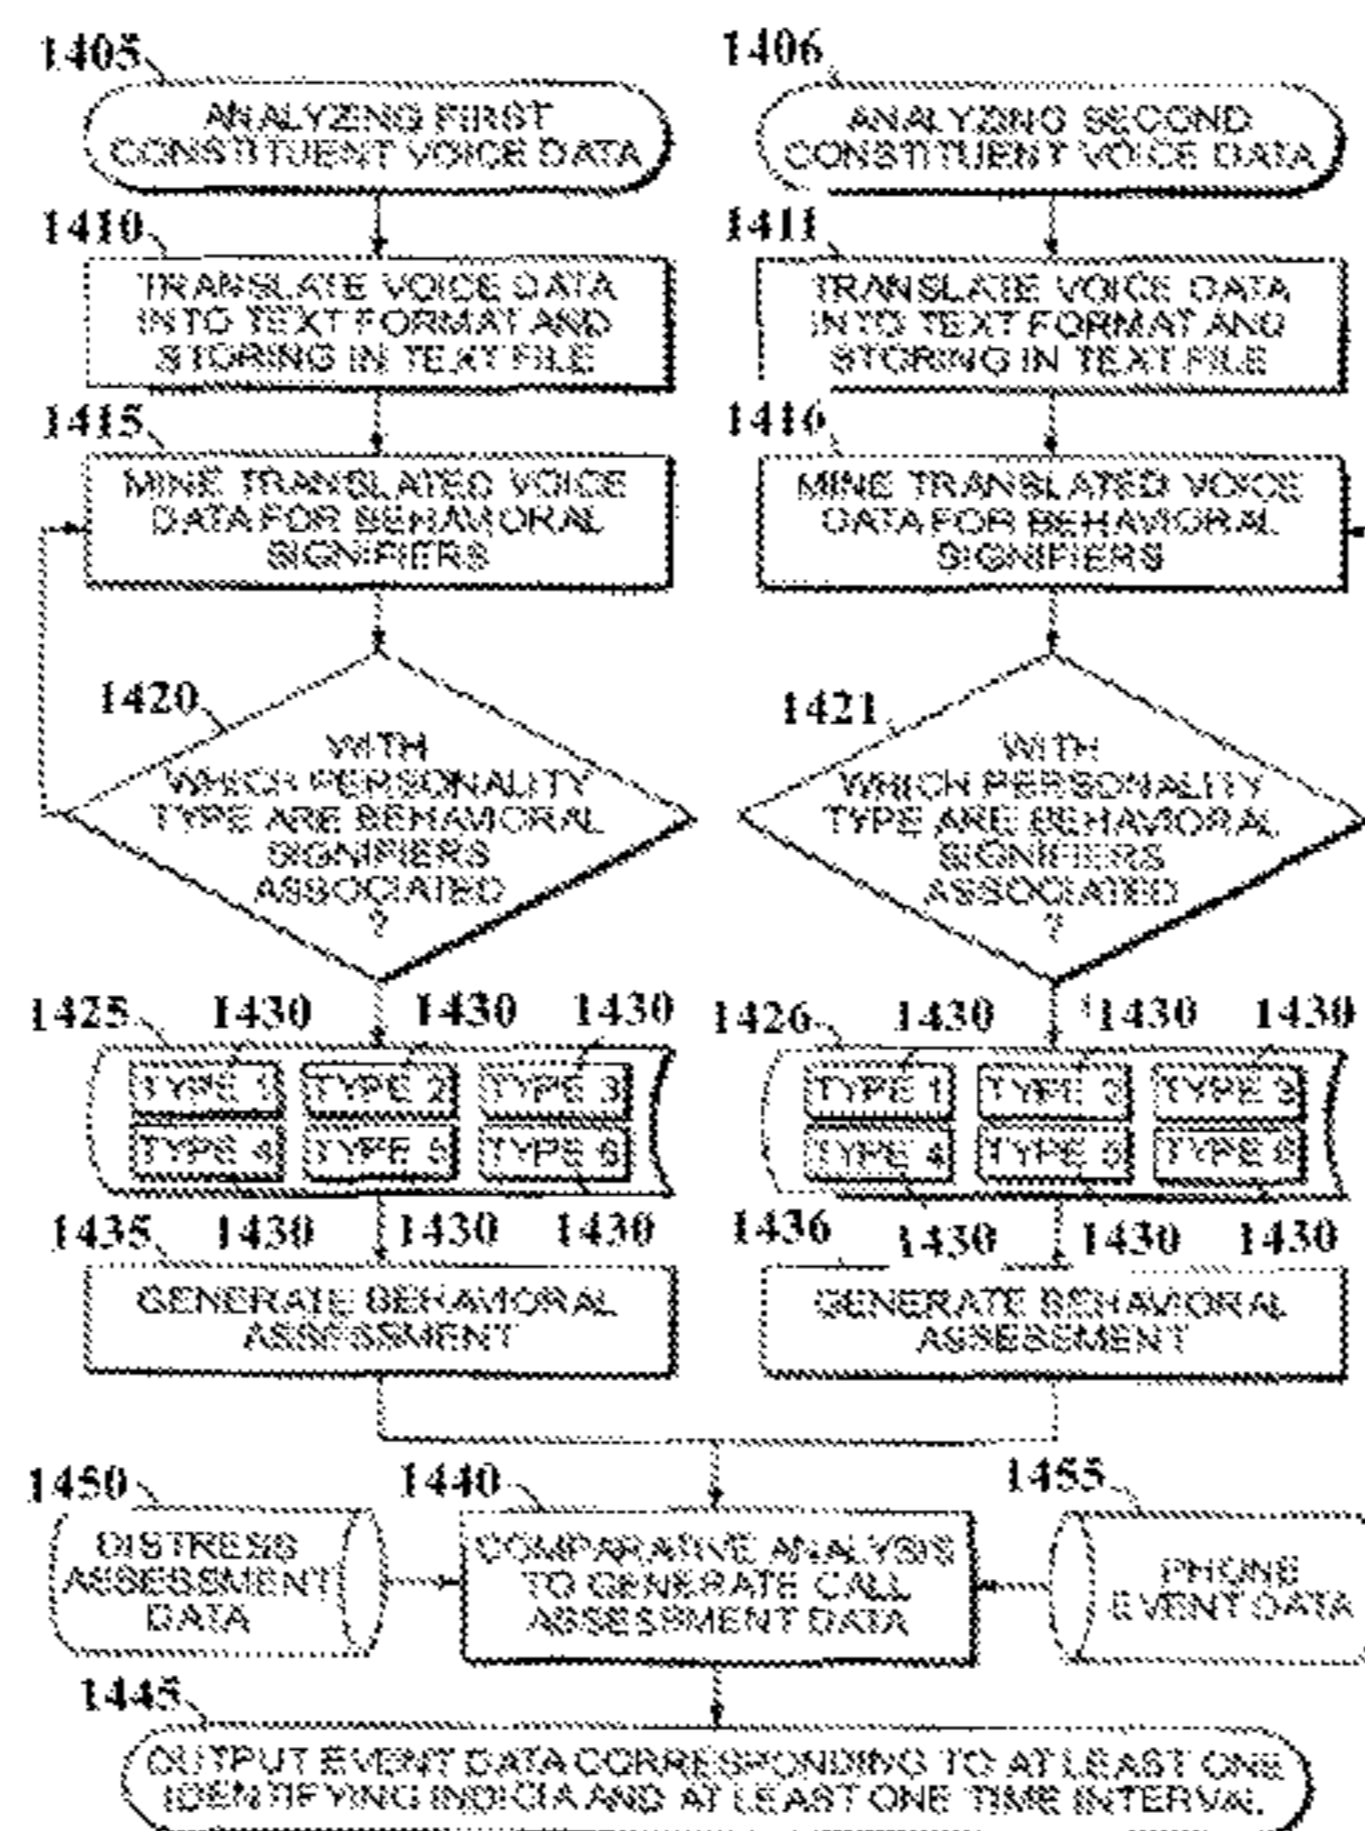 1405
1406
ANALYZING FIRST
CONSTITUENT VOICE DATA
ANALYZING SECOND
CONSTITUENT VOICE DATA
1410
1411
TRANSLATE VOICE DATA
INTO TEXT FORMAT AND
STORING IN TEXT FILE
TRANSLATE VOICE DATA
INTO TEXT FORMAT AND
STORING IN TEXT FILE
1415
1416
MINE TRANSLATED VOICE
DATA FOR BEHAVIORAL
SIGNIFIERS
MINE TRANSLATED VOICE
DATA FOR BEHAVIORAL
SIGNIFIERS
1420
1421
WITH
WHICH PERSONALITY
TYPE ARE BEHAVIORAL
SIGNIFIERS
ASSOCIATED
?
WITH
WHICH PERSONALITY
TYPE ARE BEHAVIORAL
SIGNIFIERS
ASSOCIATED
?
1425 1430 1430 1430
1426 1430 1430 1430
TYPE 1 TYPE 2 TYPE 3
TYPE 4 TYPE 5 TYPE 6
TYPE 1 TYPE 2 TYPE 3
TYPE 4 TYPE 5 TYPE 6
1435 1430 1430 1430
1436 1430 1430 1430
GENERATE BEHAVIORAL
ASSESSMENT
GENERATE BEHAVIORAL
ASSESSMENT
1450
1440
1455
DISTRESS
ASSESSMENT
DATA
COMPARATIVE ANALYSIS
TO GENERATE CALL
ASSESSMENT DATA
PHONE
EVENT DATA
1445
OUTPUT EVENT DATA CORRESPONDING TO AT LEAST ONE
IDENTIFYING INDICIA AND AT LEAST ONE TIME INTERVAL